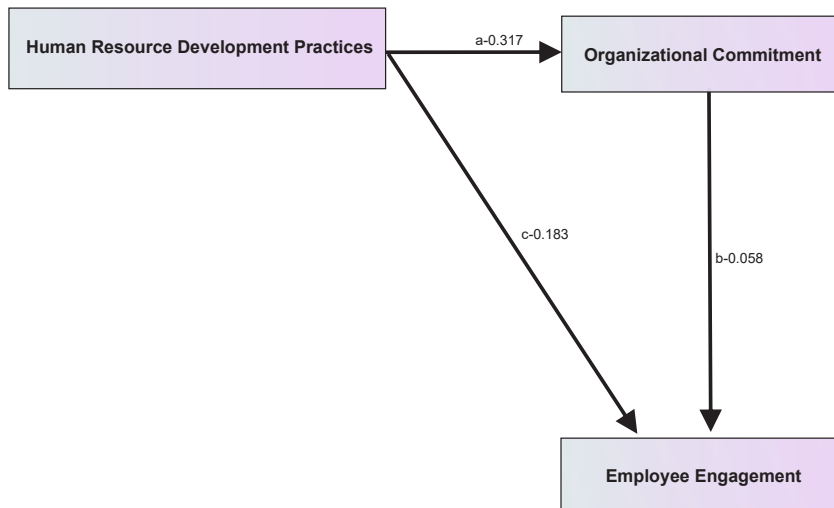 Human Resource Development Practices
a-0.317
Organizational Commitment
c-0.183
b-0.058
Employee Engagement